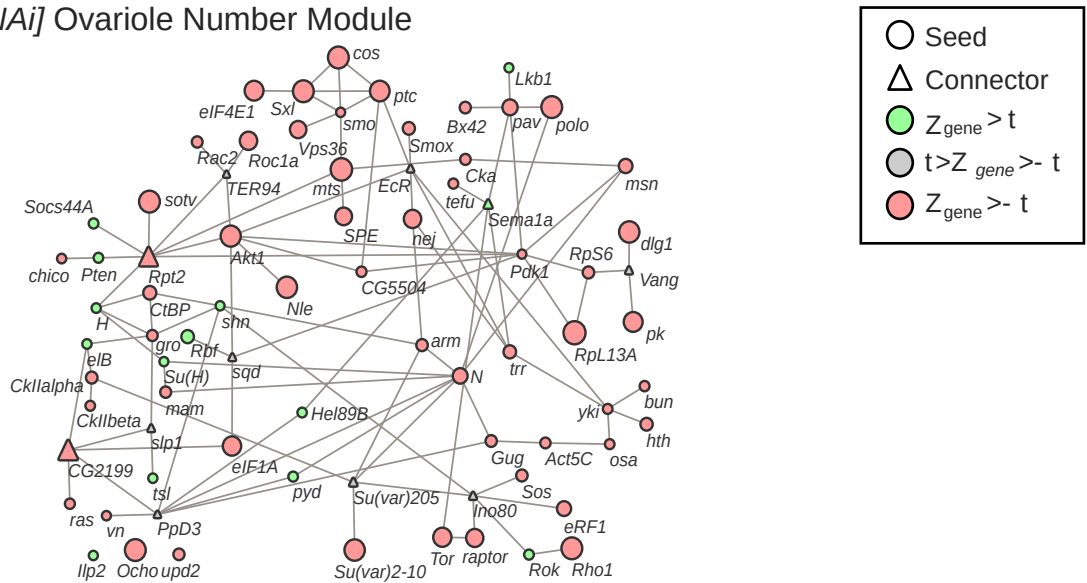 IAi] Ovariole Number Module
Seed
Connector
Z gene > t
t>Z gene >- t
Z gene >- t
cos
Lkb1
eIF4E1
Sxl
ptc
smo
Bx42
pav
polo
Vps36
Smox
Rac2
Roc1a
TER94
mts
EcR
Cka
msn
tefu
Sema1a
Socs44A
sotv
SPE
nej
dlg1
RpS6
chico
Pten
Rpt2
Akt1
CG5504
Pdk1
Vang
Nle
CtBP
H
shn
pk
RpL13A
gro
Rbf
arm
elB
sqd
trr
Su(H)
N
CkIIalpha
mam
bun
CkIIbeta
Hel89B
yki
hth
slp1
Gug
Act5C
osa
CG2199
eIF1A
tsl
pyd
Su(var)205
Sos
Ino80
ras
vn
PpD3
eRF1
Ilp2
Ocho
upd2
Su(var)2-10
Tor
raptor
Rok
Rho1